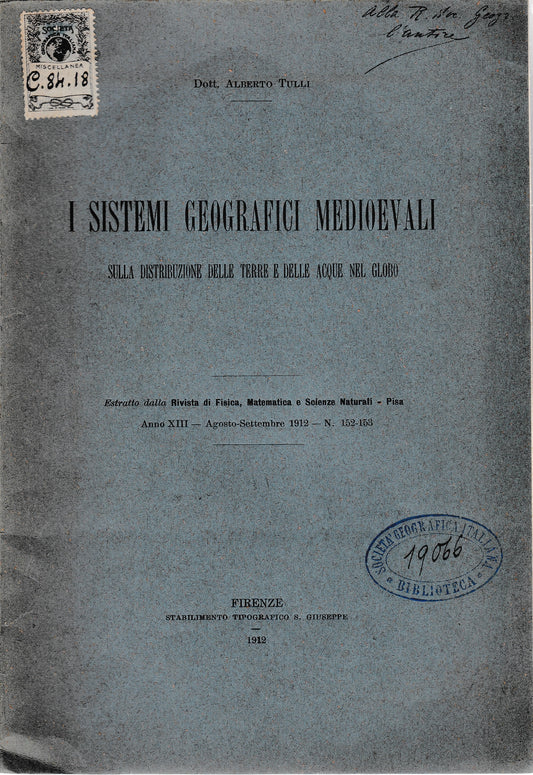 Alla R. Soc. Geogr.
l'autore
SOCIETÀ
MISCELLANEA
C.84.18
Dott. ALBERTO TULLI
I SISTEMI GEOGRAFICI MEDIOEVALI
SULLA DISTRIBUZIONE DELLE TERRE E DELLE ACQUE NEL GLOBO
Estratto dalla Rivista di Fisica, Matematica e Scienze Naturali - Pisa
Anno XIII — Agosto-Settembre 1912 — N. 152-153
SOCIETÀ GEOGRAFICA ITALIANA
19066
BIBLIOTECA
FIRENZE
STABILIMENTO TIPOGRAFICO S. GIUSEPPE
1912